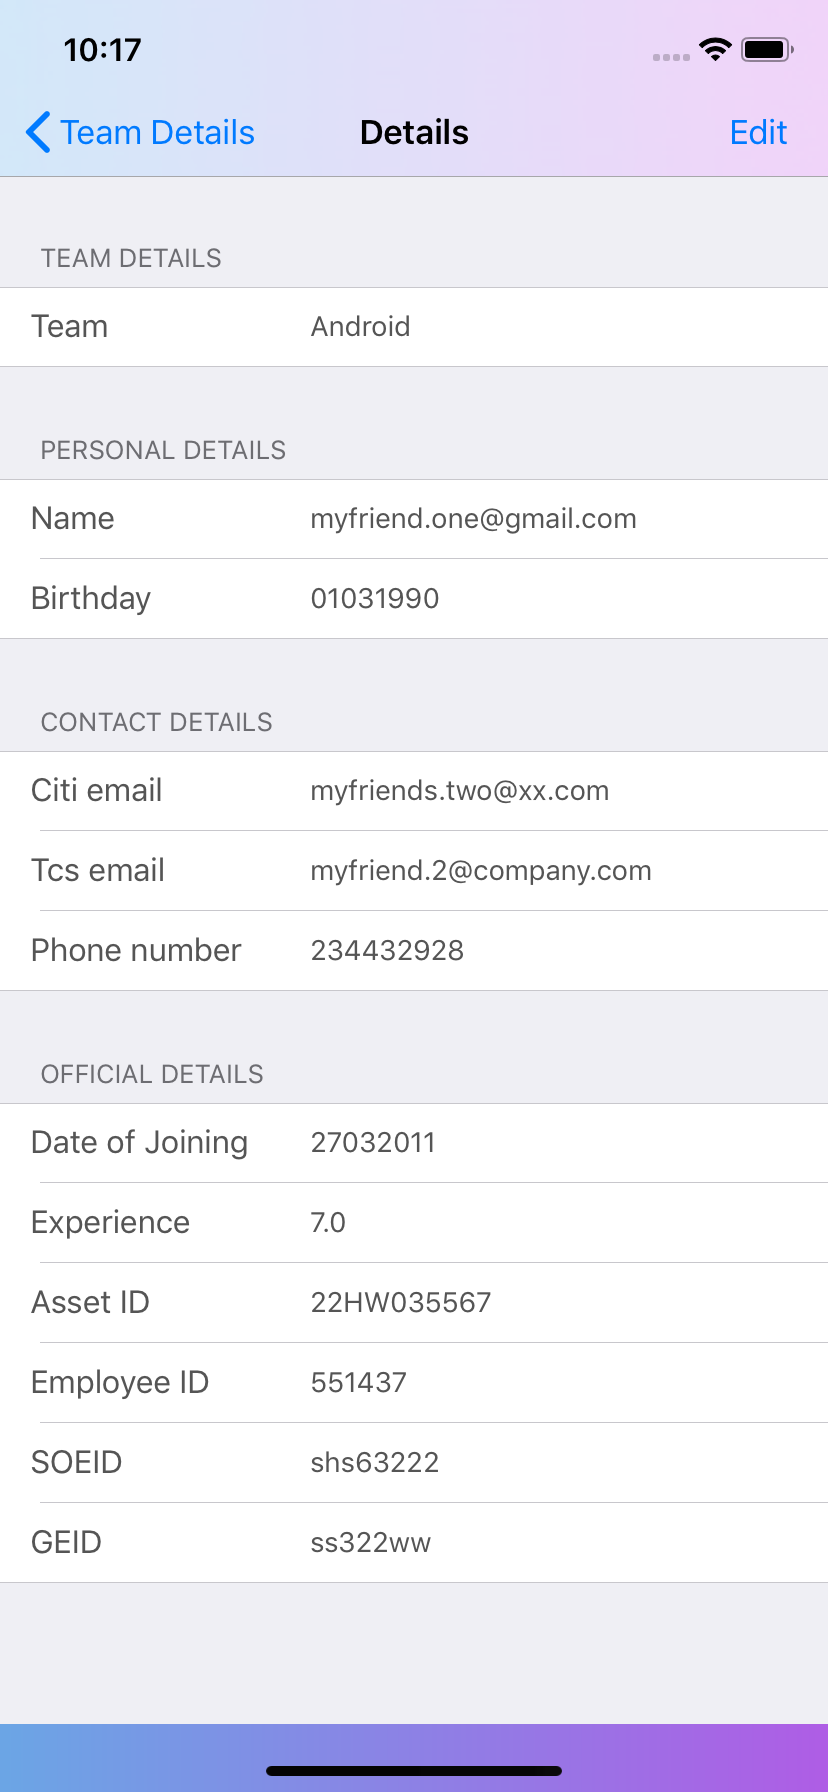 10:17
Team Details Details Edit
TEAM DETAILS
Team Android
PERSONAL DETAILS
Name myfriend.one@gmail.com
Birthday 01031990
CONTACT DETAILS
Citi email myfriends.two@xx.com
Tcs email myfriend.2@company.com
Phone number 234432928
OFFICIAL DETAILS
Date of Joining 27032011
Experience 7.0
Asset ID 22HW035567
Employee ID 551437
SOEID shs63222
GEID ss322ww